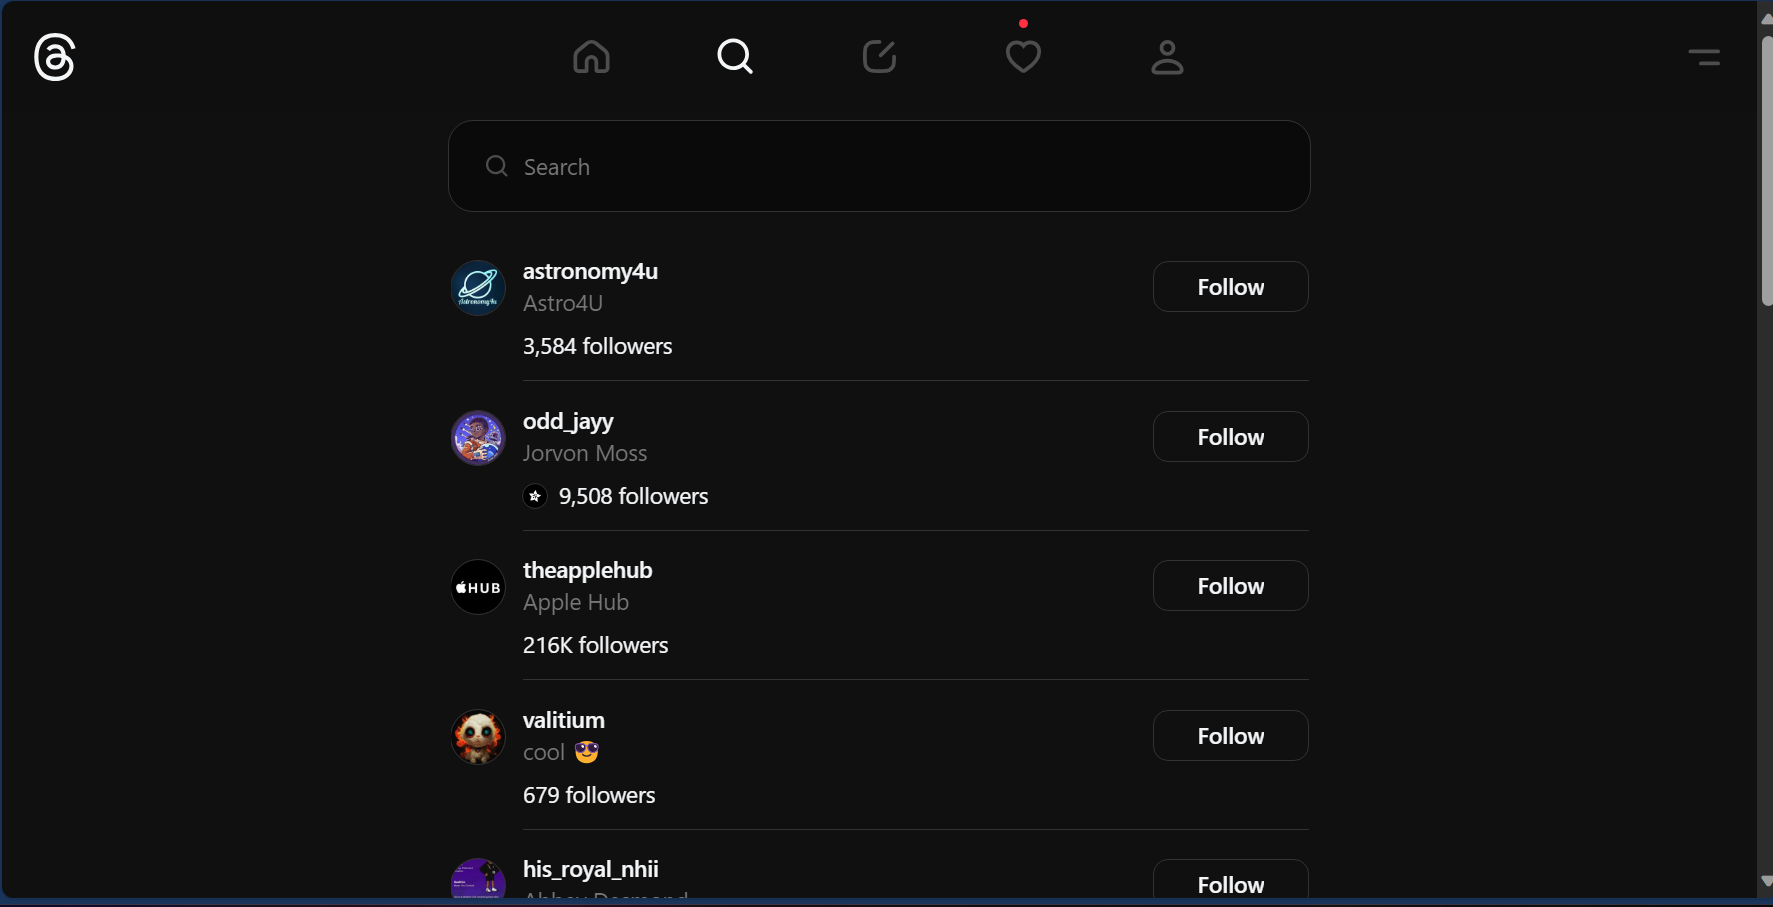 Search
astronomy4u
Astro4U
Follow
3,584 followers
odd_jayy
Jorvon Moss
Follow
9,508 followers
HUB
theapplehub
Apple Hub
Follow
216K followers
valitium
cool 😎
Follow
679 followers
his_royal_nhii
Follow